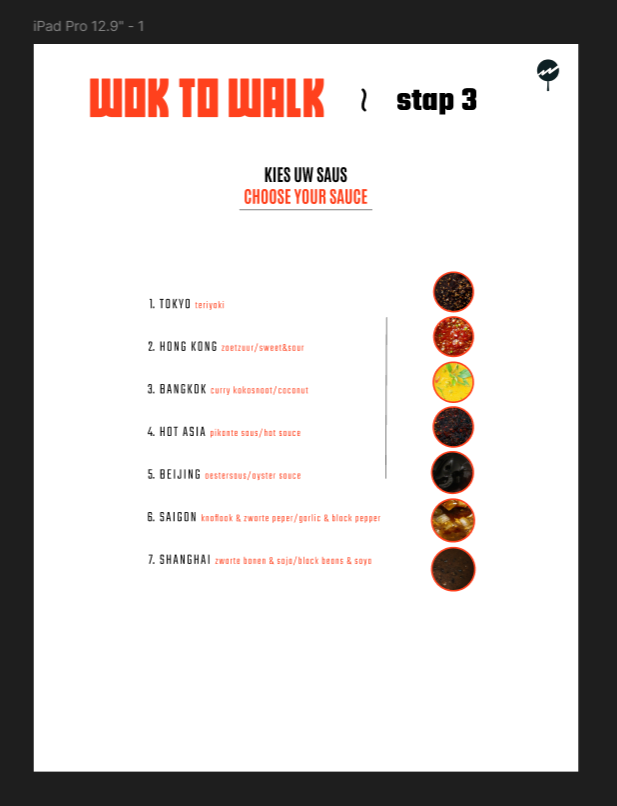 iPad Pro 12.9" - 1
WOK TO WALK ~ stap 3
KIES UW SAUS
CHOOSE YOUR SAUCE
1. TOKYO teriyaki
2. HONG KONG zoetzuur/sweet&sour
3. BANGKOK curry kokosnoot/coconut
4. HOT ASIA pikante saus/hot sauce
5. BEIJING oestersaus/oyster sauce
6. SAIGON knoflook & zwarte peper/garlic & black pepper
7. SHANGHAI zwarte bonen & soja/black beans & soya